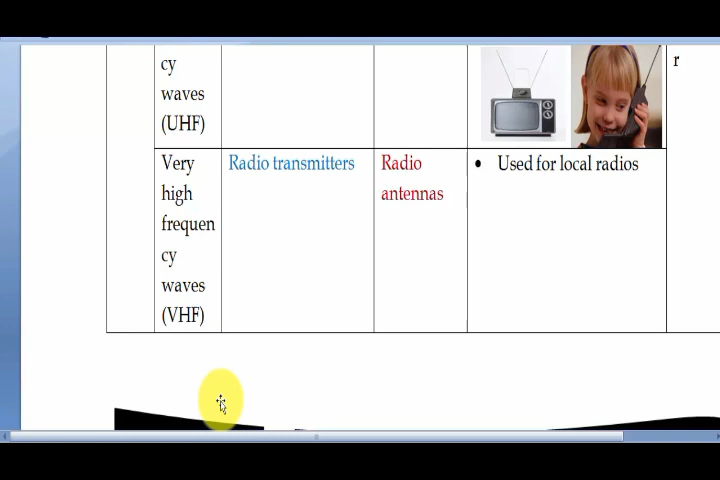 cy
waves
(UHF)
r
Very
high
frequen
cy
waves
(VHF)
Radio transmitters
Radio
antennas
• Used for local radios